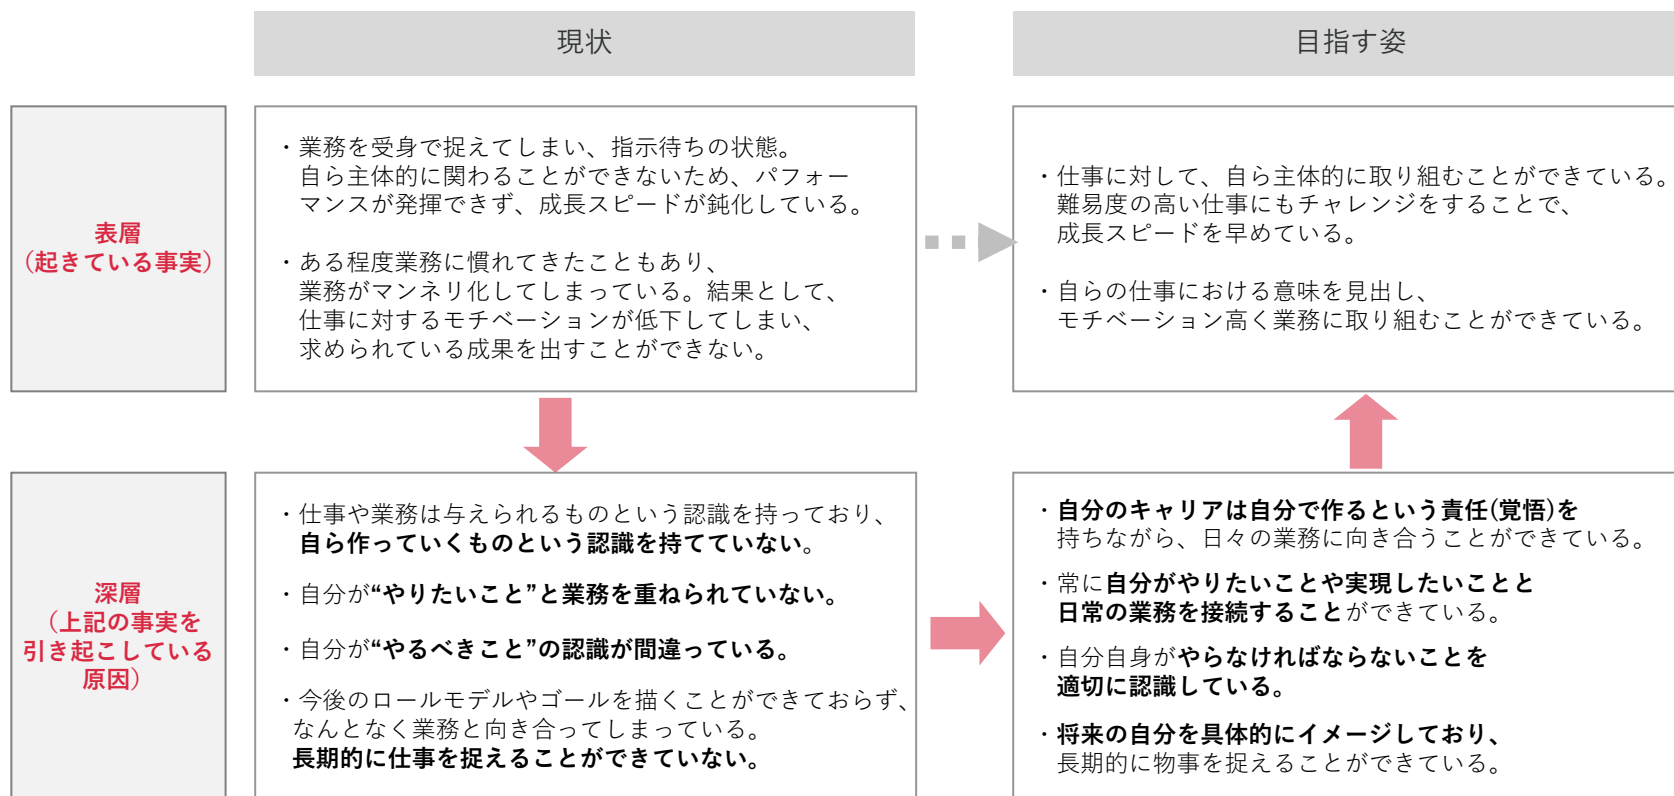 現状
目指す姿
表層
（起きている事実）
・業務を受身で捉えてしまい、指示待ちの状態。
自ら主体的に関わることができないため、パフォー
マンスが発揮できず、成長スピードが鈍化している。
・ある程度業務に慣れてきたこともあり、
業務がマンネリ化してしまっている。結果として、
仕事に対するモチベーションが低下してしまい、
求められている成果を出すことができない。
・仕事に対して、自ら主体的に取り組むことができている。
難易度の高い仕事にもチャレンジをすることで、
成長スピードを早めている。
・自らの仕事における意味を見出し、
モチベーション高く業務に取り組むことができている。
深層
（上記の事実を
引き起こしている
原因）
・仕事や業務は与えられるものという認識を持っており、
自ら作っていくものという認識を持てていない。
・自分が“やりたいこと”と業務を重ねられていない。
・自分が“やるべきこと”の認識が間違っている。
・今後のロールモデルやゴールを描くことができておらず、
なんとなく業務と向き合ってしまっている。
長期的に仕事を捉えることができていない。
・自分のキャリアは自分で作るという責任(覚悟)を
持ちながら、日々の業務に向き合うことができている。
・常に自分がやりたいことや実現したいことと
日常の業務を接続することができている。
・自分自身がやらなければならないことを
適切に認識している。
・将来の自分を具体的にイメージしており、
長期的に物事を捉えることができている。